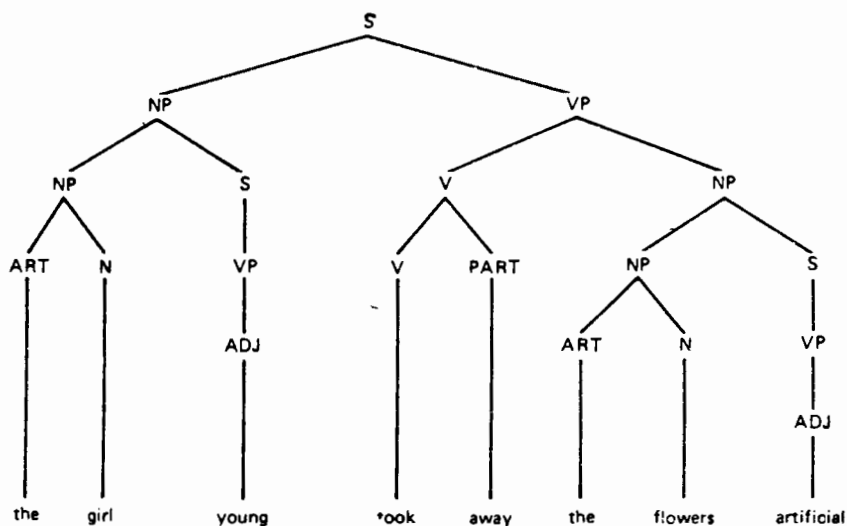 S
NP VP
NP S V NP
ART N VP V PART NP S
ADJ ART N VP
ADJ
the girl young took away the flowers artificial